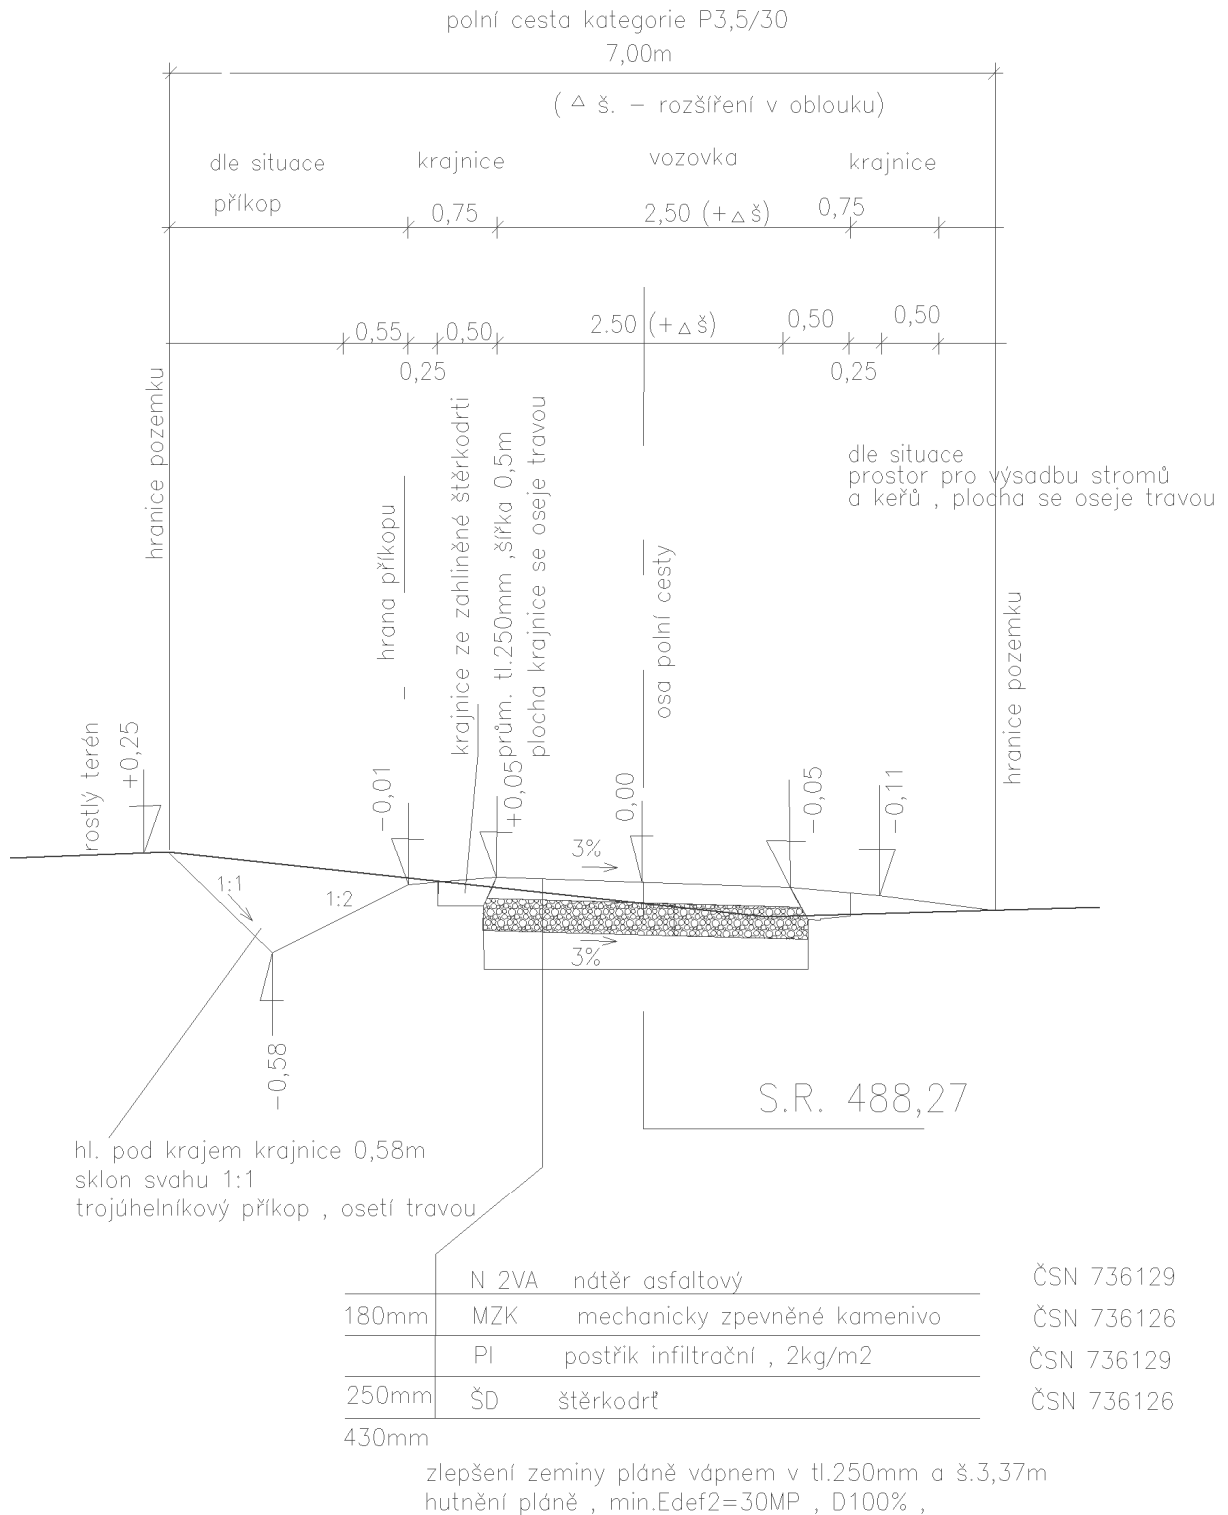 polní cesta kategorie P3,5/30
7,00m
( △ š. – rozšíření v oblouku)
dle situace
příkop
krajnice
vozovka
krajnice
0,75
2,50 (+△š)
0,75
0,55
0,50
2.50 (+△š)
0,50
0,50
0,25
0,25
hranice pozemku
hrana příkopu
krajnice ze zahliněné štěrkodrti
prům. tl.250mm ,šířka 0,5m
plocha krajnice se oseje travou
osa polní cesty
dle situace
prostor pro výsadbu stromů
a keřů , plocha se oseje travou
hranice pozemku
rostlý terén
+0,25
-0,01
+0,05
0,00
-0,05
-0,11
3%
1:1
1:2
3%
-0,58
S.R. 488,27
hl. pod krajem krajnice 0,58m
sklon svahu 1:1
trojúhelníkový příkop , osetí travou
N 2VA nátěr asfaltový ČSN 736129
180mm MZK mechanicky zpevněné kamenivo ČSN 736126
PI postřik infiltrační , 2kg/m2 ČSN 736129
250mm ŠD štěrkodrť ČSN 736126
430mm
zlepšení zeminy pláně vápnem v tl.250mm a š.3,37m
hutnění pláně , min.Edef2=30MP , D100% ,